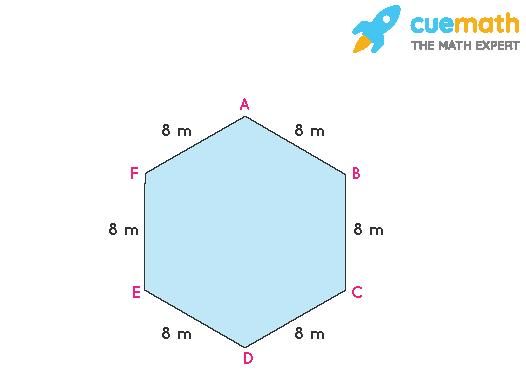 cuemath
THE MATH EXPERT
A
8 m
8 m
F
B
8 m
8 m
E
C
8 m
8 m
D